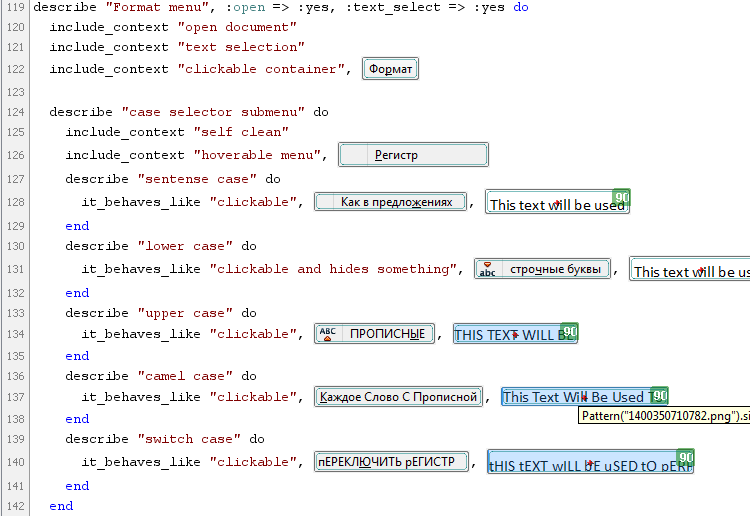 119 describe "Format menu", :open => :yes, :text_select => :yes do
120 include_context "open document"
121 include_context "text selection"
122 include_context "clickable container", Формат
123
124 describe "case selector submenu" do
125 include_context "self clean"
126 include_context "hoverable menu", Регистр
127 describe "sentense case" do
128 it_behaves_like "clickable", Как в предложениях, This text will be used 90
129 end
130 describe "lower case" do
131 it_behaves_like "clickable and hides something", abc строчные буквы, This text will be us
132 end
133 describe "upper case" do
134 it_behaves_like "clickable", ABC ПРОПИСНЫЕ, THIS TEXT WILL BE 90
135 end
136 describe "camel case" do
137 it_behaves_like "clickable", Каждое Слово С Прописной, This Text Will Be Used 90
Pattern("1400350710782.png").si
138 end
139 describe "switch case" do
140 it_behaves_like "clickable", пЕРЕКЛЮЧИТЬ рЕГИСТР, tHIS tEXT wILL bE uSED tO pERF 90
141 end
142 end